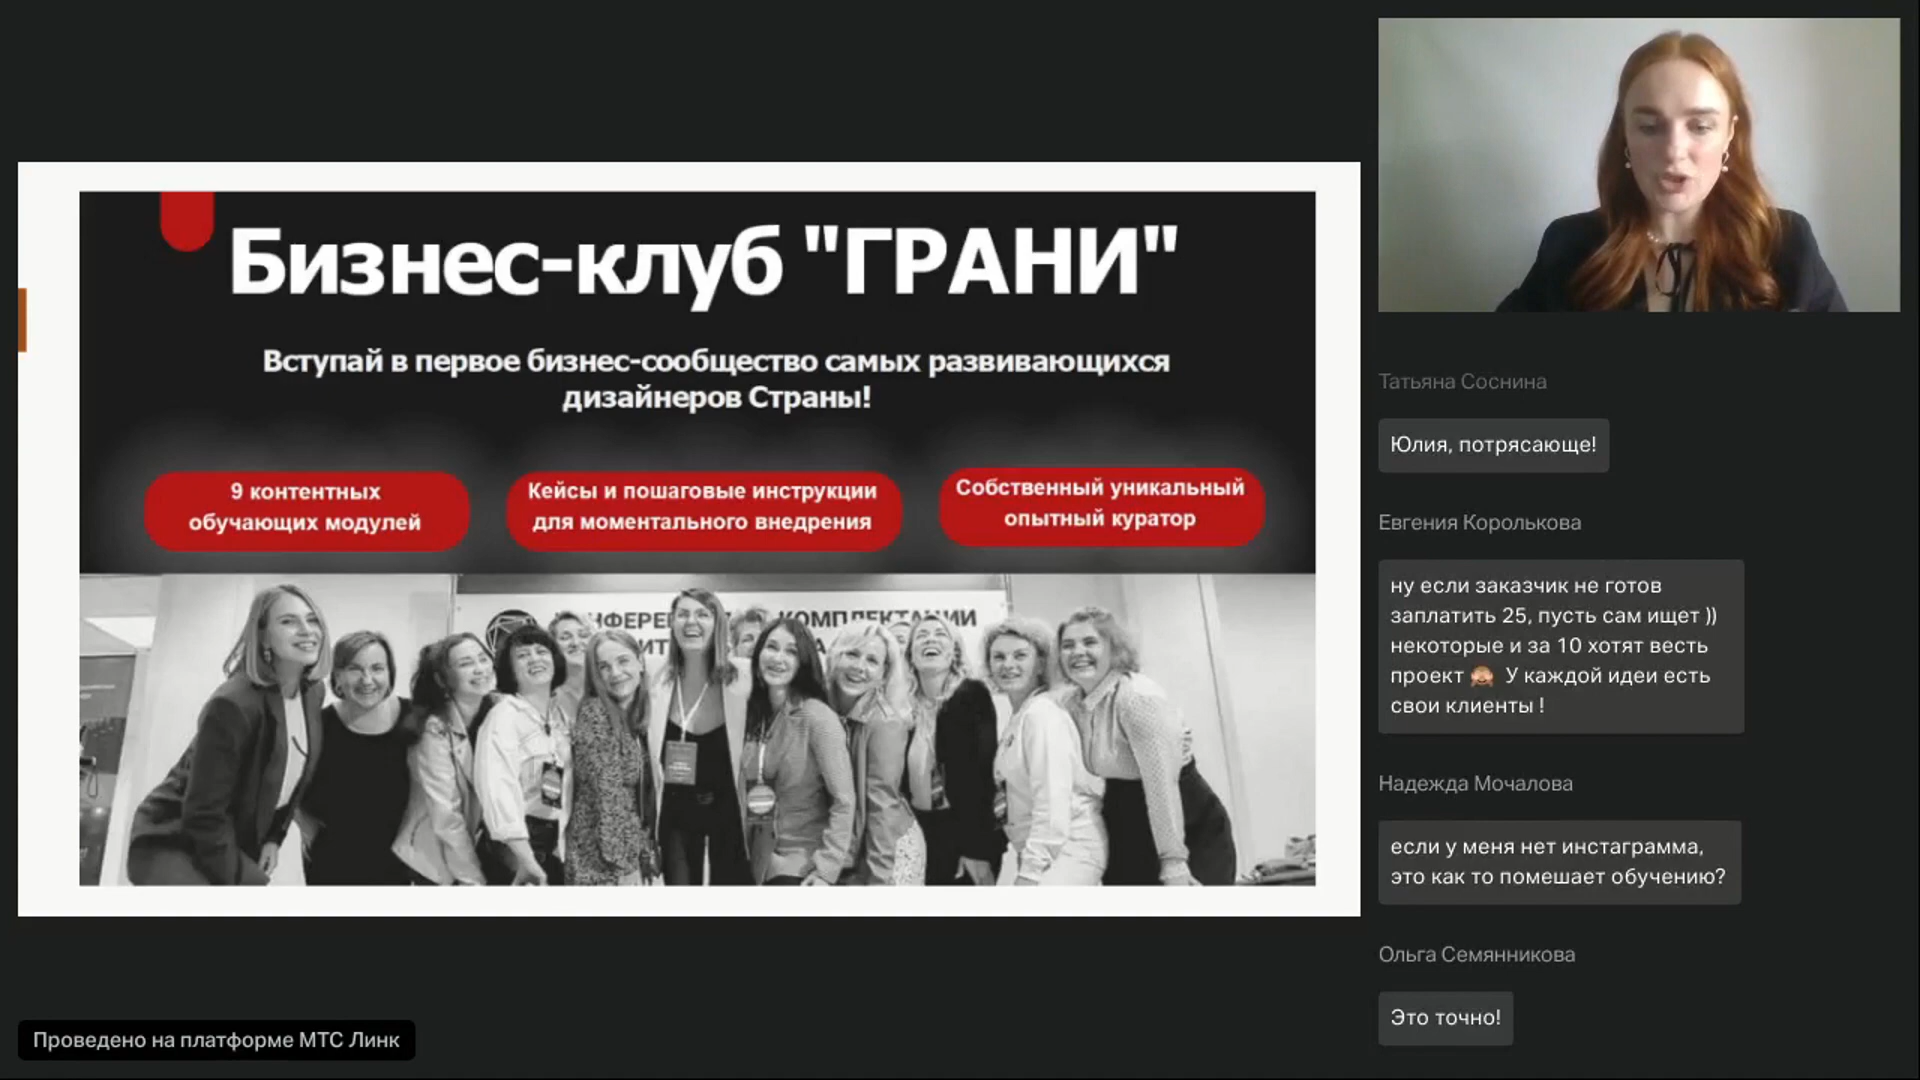 Бизнес-клуб "ГРАНИ"
Вступай в первое бизнес-сообщество самых развивающихся
дизайнеров Страны!
9 контентных
обучающих модулей
Кейсы и пошаговые инструкции
для моментального внедрения
Собственный уникальный
опытный куратор
КОМПЛЕКТАЦИИ
Татьяна Соснина
Юлия, потрясающе!
Евгения Королькова
ну если заказчик не готов
заплатить 25, пусть сам ищет ))
некоторые и за 10 хотят весть
проект 🙈 У каждой идеи есть
свои клиенты !
Надежда Мочалова
если у меня нет инстаграмма,
это как то помешает обучению?
Ольга Семянникова
Это точно!
Проведено на платформе МТС Линк